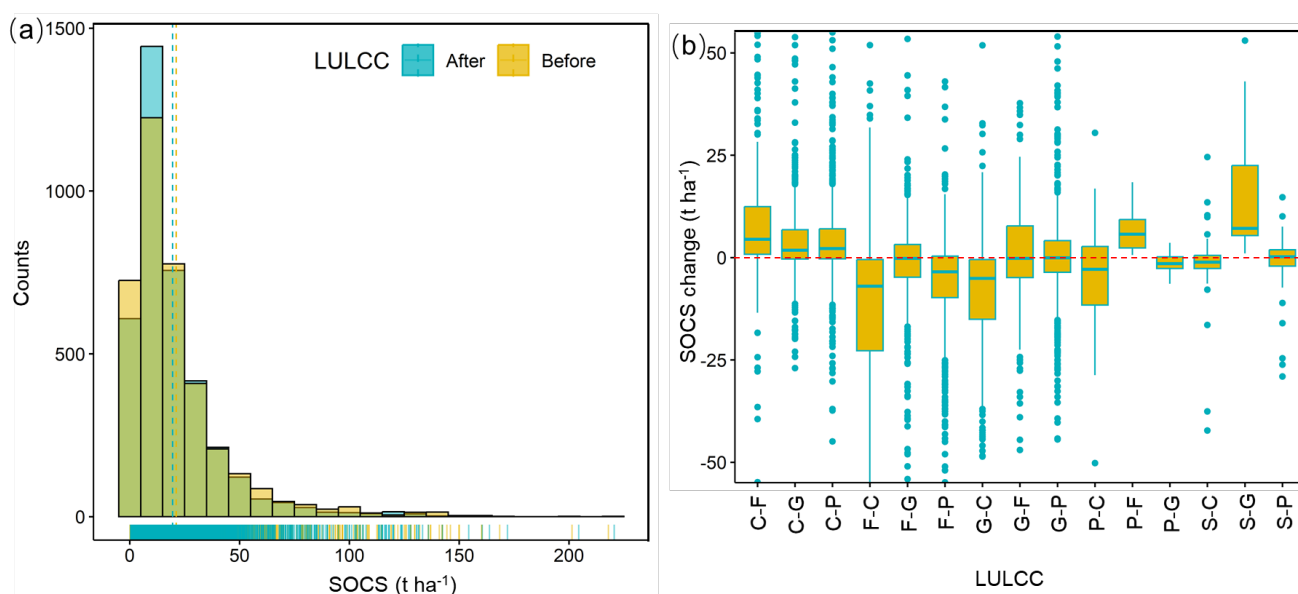 (a)
LULCC After Before
1500
1000
500
0
Counts
0 50 100 150 200
SOCS (t ha⁻¹)
(b)
50
25
0
-25
-50
SOCS change (t ha⁻¹)
C-F C-G C-P F-C F-G F-P G-C G-F G-P P-C P-F P-G S-C S-G S-P
LULCC